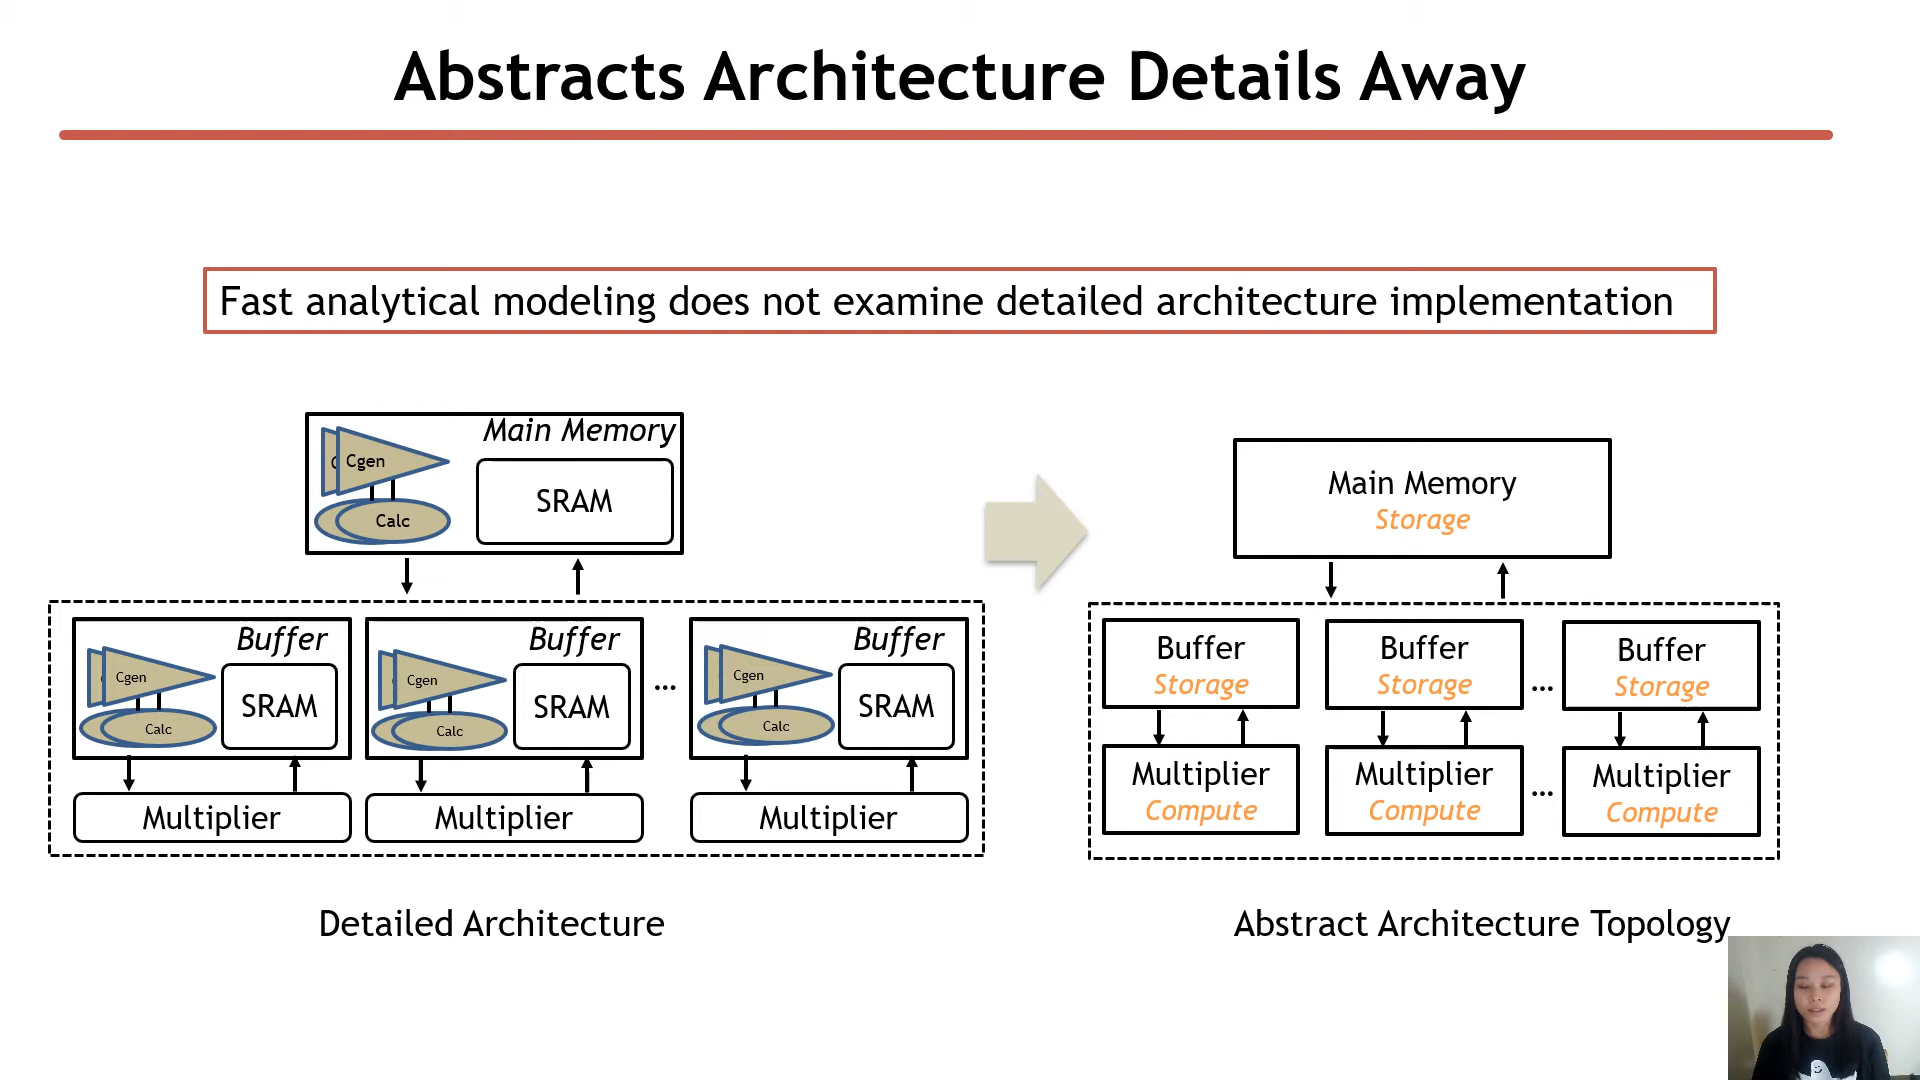 Abstracts Architecture Details Away
Fast analytical modeling does not examine detailed architecture implementation
Main Memory
Cgen
SRAM
Calc
Buffer
Cgen
SRAM
Calc
Buffer
Cgen
SRAM
Calc
...
Buffer
Cgen
SRAM
Calc
Multiplier
Multiplier
Multiplier
Detailed Architecture
Main Memory
Storage
Buffer
Storage
Buffer
Storage
...
Buffer
Storage
Multiplier
Compute
Multiplier
Compute
...
Multiplier
Compute
Abstract Architecture Topology